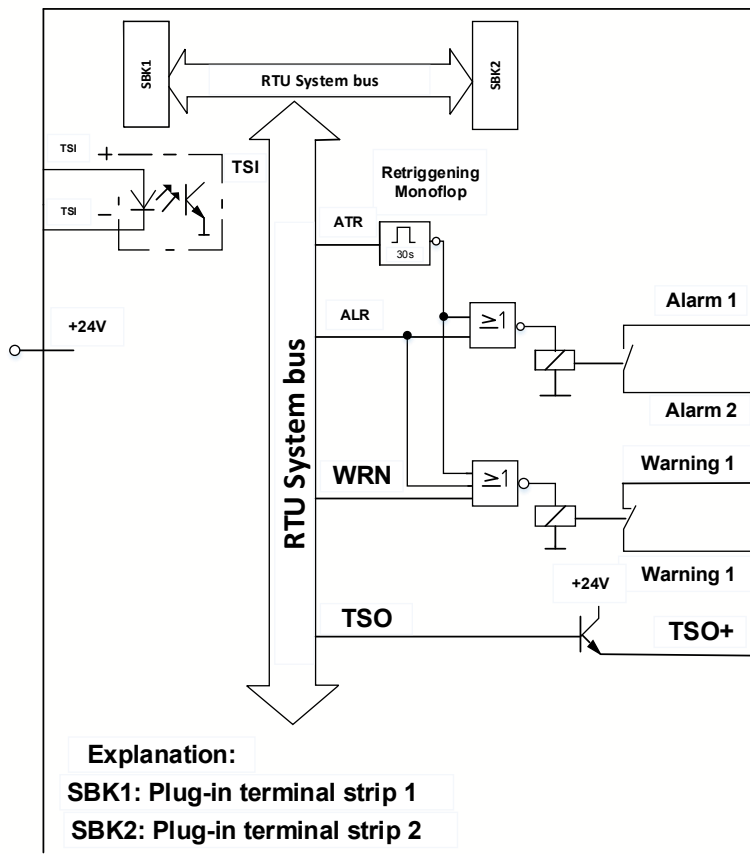 SBK1
RTU System bus
SBK2
TSI
+
TSI
TSI
−
Retriggening
Monoflop
ATR
30s
+24V
ALR
≥1
Alarm 1
Alarm 2
RTU System bus
WRN
≥1
Warning 1
Warning 1
+24V
TSO
TSO+
Explanation:
SBK1: Plug-in terminal strip 1
SBK2: Plug-in terminal strip 2